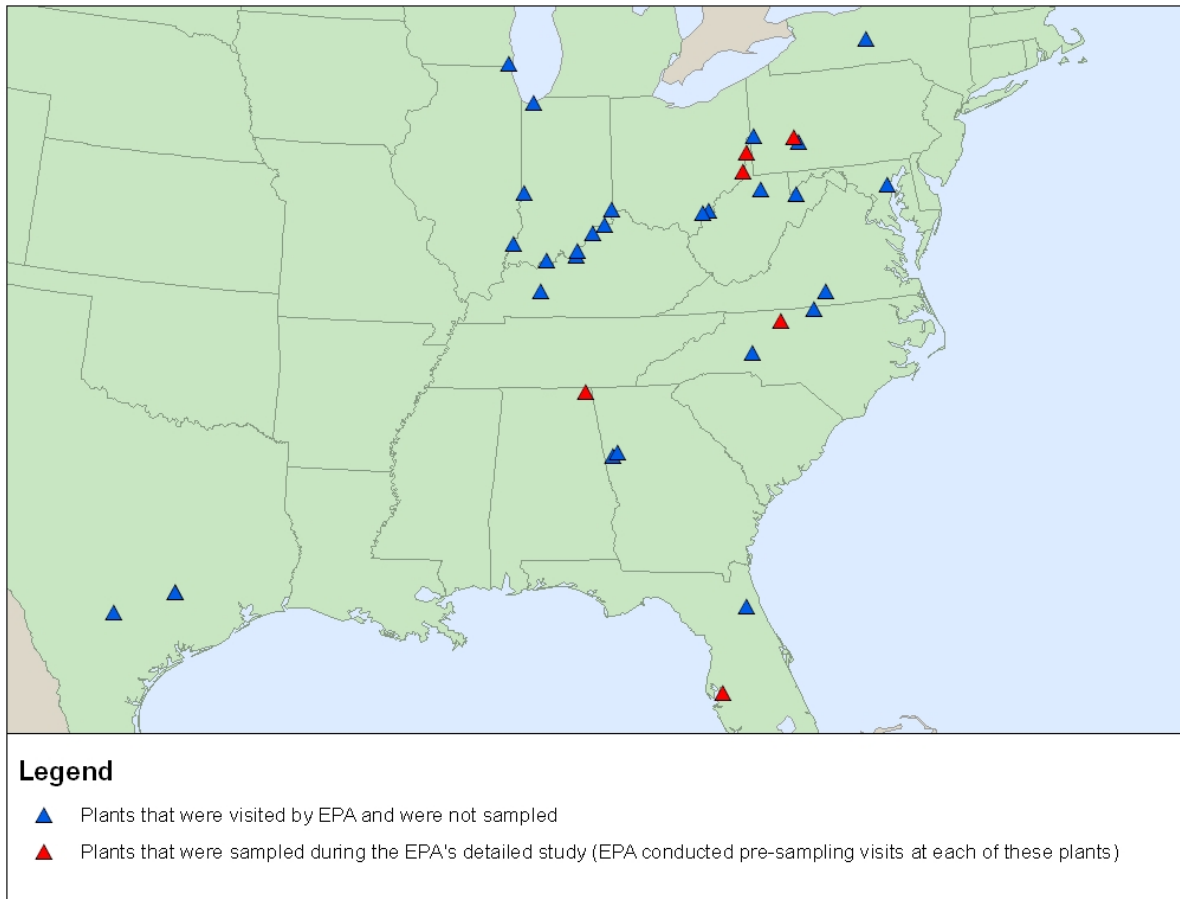 Legend
Plants that were visited by EPA and were not sampled
Plants that were sampled during the EPA's detailed study (EPA conducted pre-sampling visits at each of these plants)